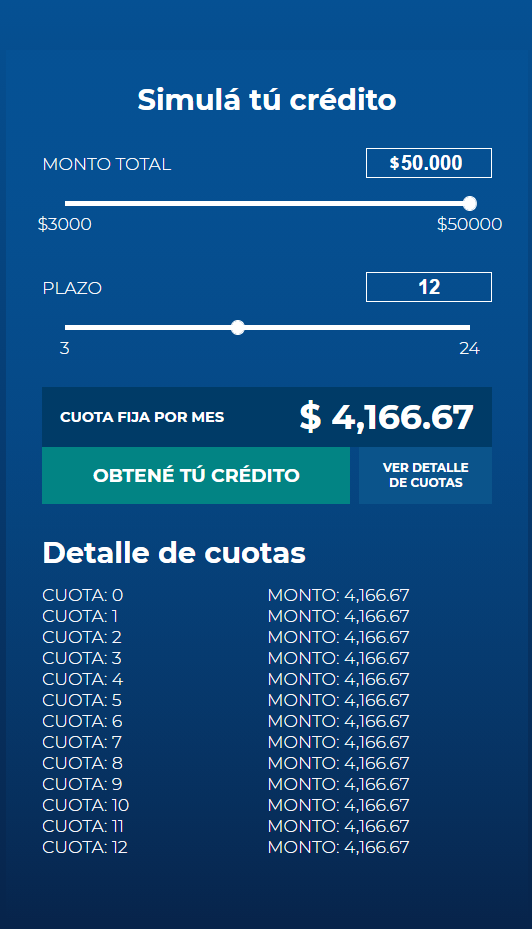 Simulá tú crédito
MONTO TOTAL $50.000
$3000 $50000
PLAZO 12
3 24
CUOTA FIJA POR MES $ 4,166.67
OBTENÉ TÚ CRÉDITO
VER DETALLE
DE CUOTAS
Detalle de cuotas
CUOTA: 0 MONTO: 4,166.67
CUOTA: 1 MONTO: 4,166.67
CUOTA: 2 MONTO: 4,166.67
CUOTA: 3 MONTO: 4,166.67
CUOTA: 4 MONTO: 4,166.67
CUOTA: 5 MONTO: 4,166.67
CUOTA: 6 MONTO: 4,166.67
CUOTA: 7 MONTO: 4,166.67
CUOTA: 8 MONTO: 4,166.67
CUOTA: 9 MONTO: 4,166.67
CUOTA: 10 MONTO: 4,166.67
CUOTA: 11 MONTO: 4,166.67
CUOTA: 12 MONTO: 4,166.67